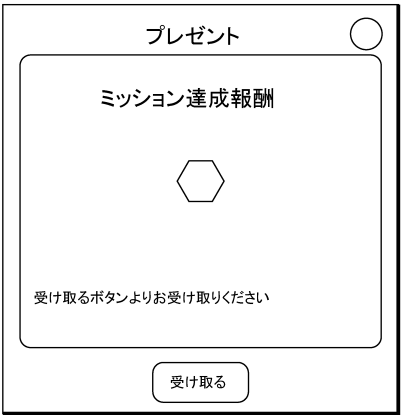 プレゼント
ミッション達成報酬
受け取るボタンよりお受け取りください
受け取る